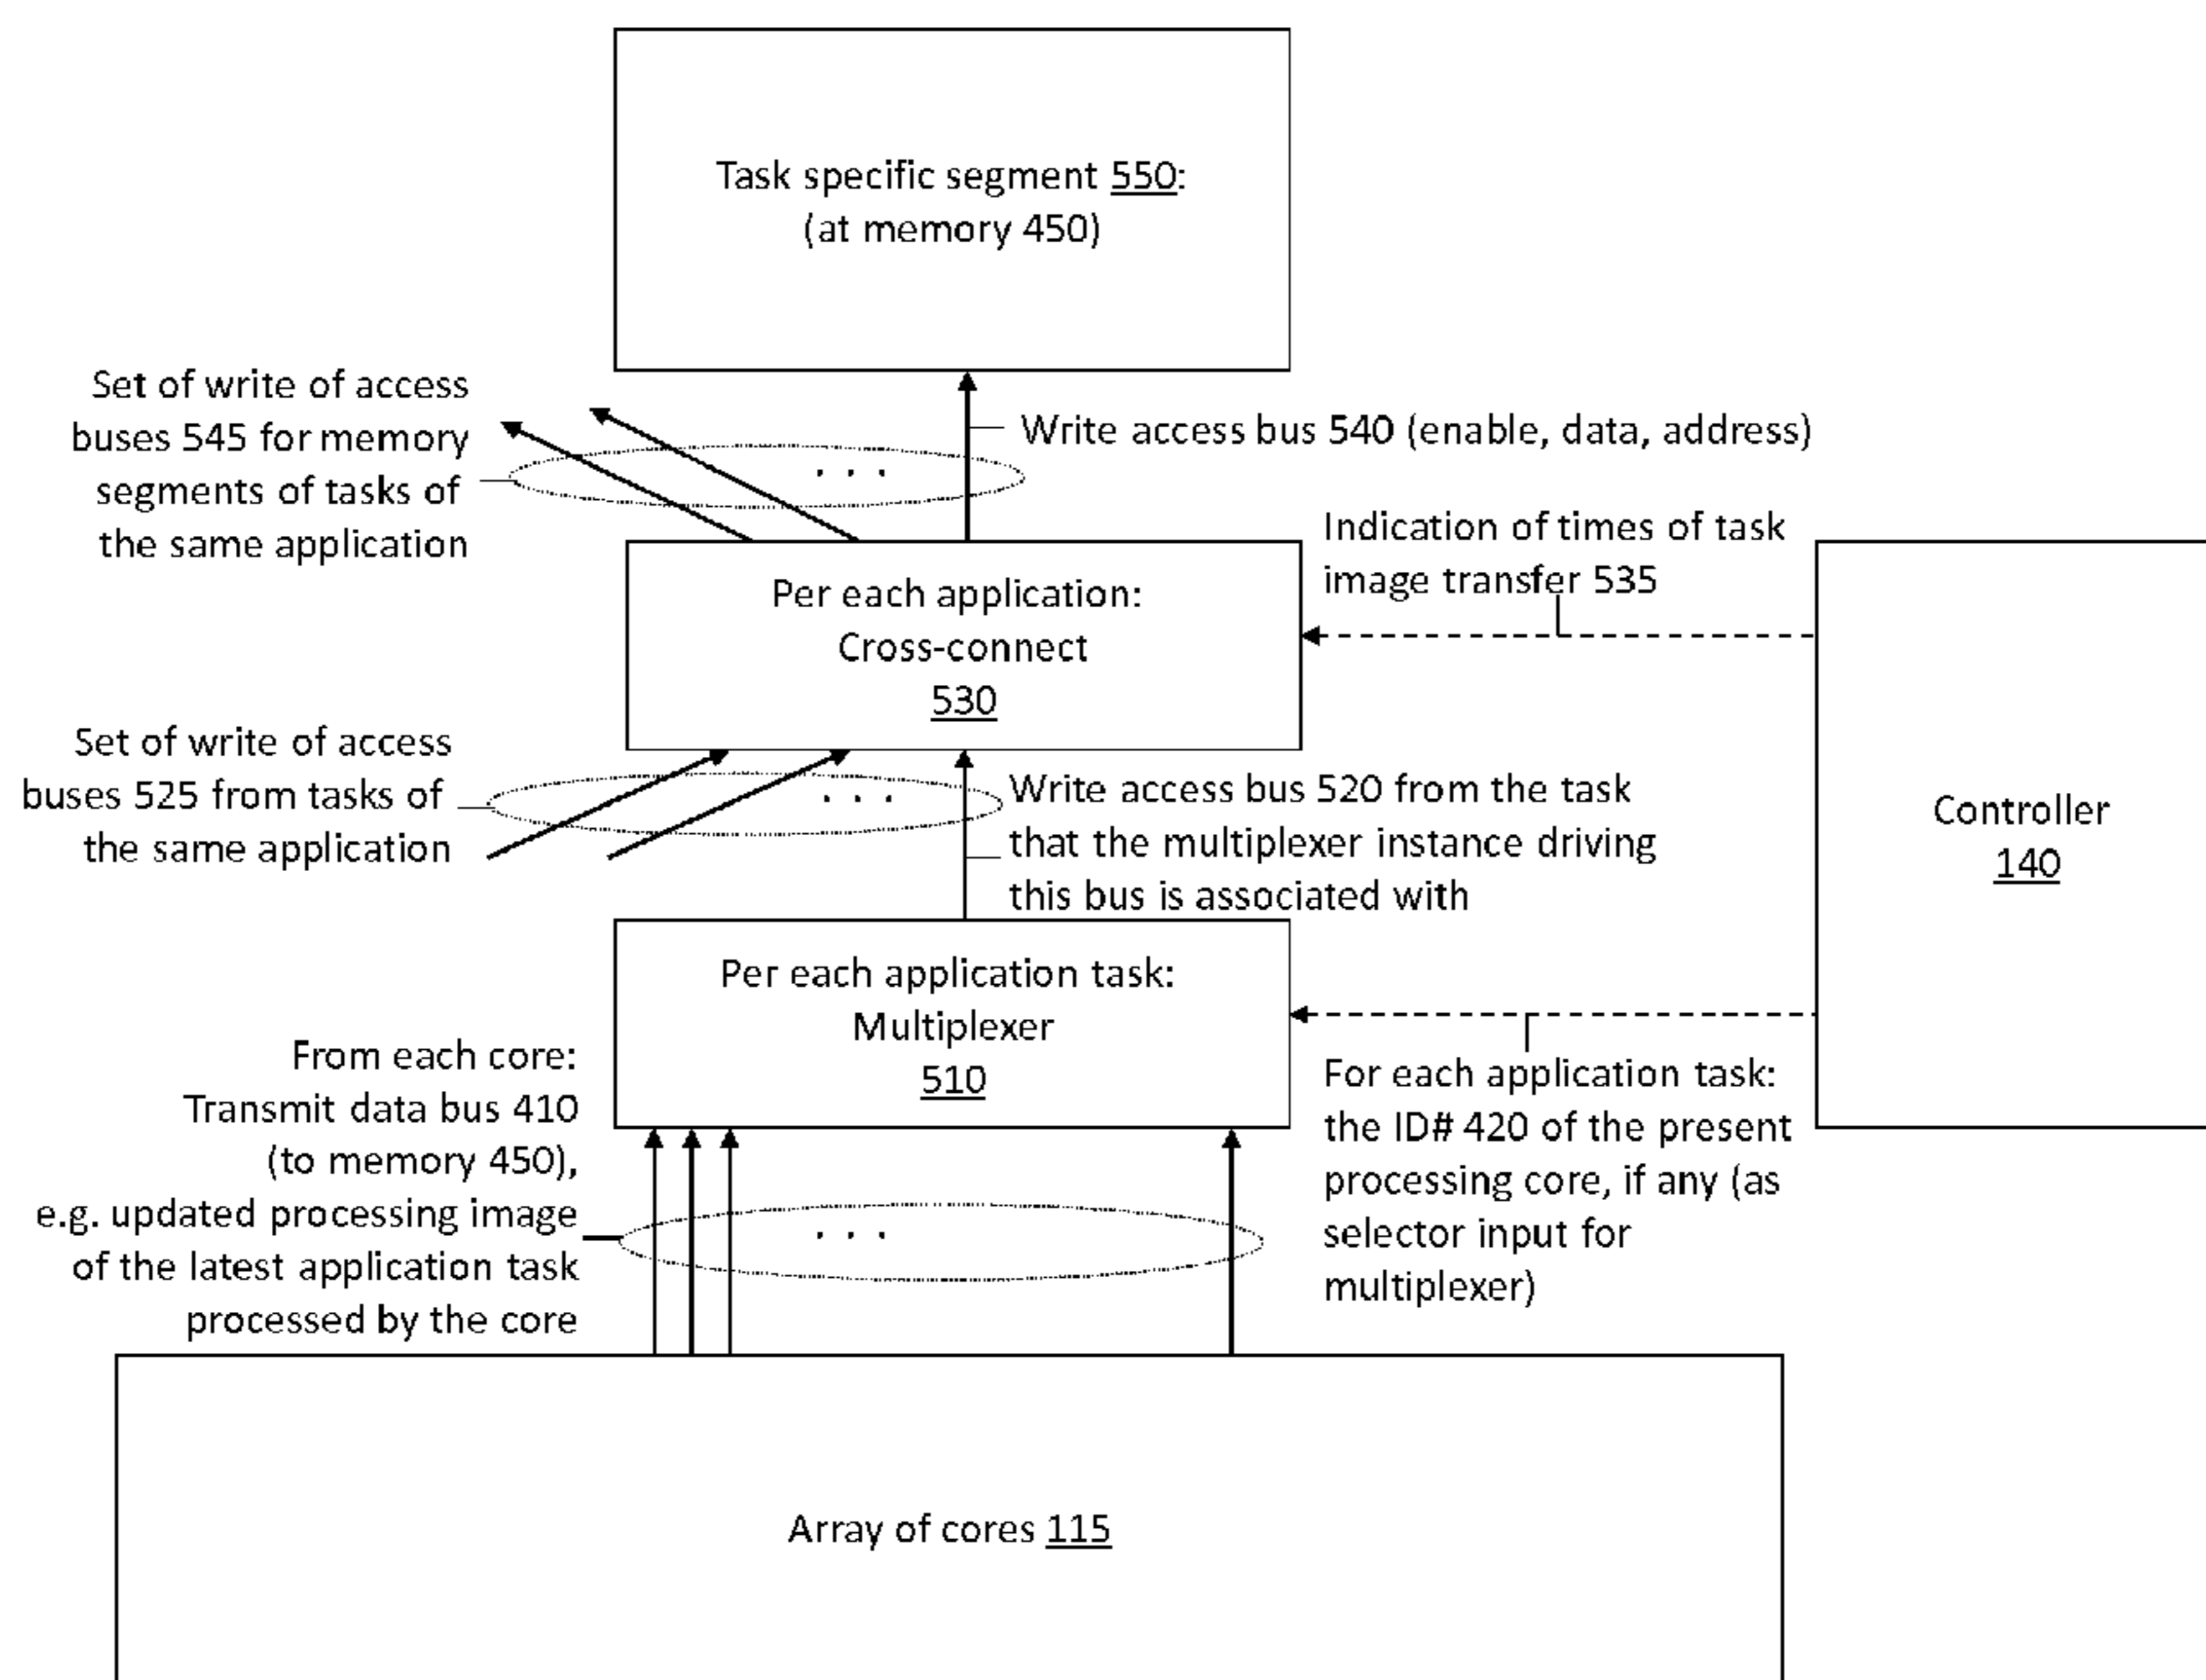 Task specific segment 550:
(at memory 450)
Set of write of access
buses 545 for memory
segments of tasks of
the same application
Write access bus 540 (enable, data, address)
Indication of times of task
image transfer 535
Per each application:
Cross-connect
530
Set of write of access
buses 525 from tasks of
the same application
. . .
Write access bus 520 from the task
that the multiplexer instance driving
this bus is associated with
Controller
140
Per each application task:
Multiplexer
510
From each core:
Transmit data bus 410
(to memory 450),
e.g. updated processing image
of the latest application task
processed by the core
. . .
For each application task:
the ID# 420 of the present
processing core, if any (as
selector input for
multiplexer)
Array of cores 115